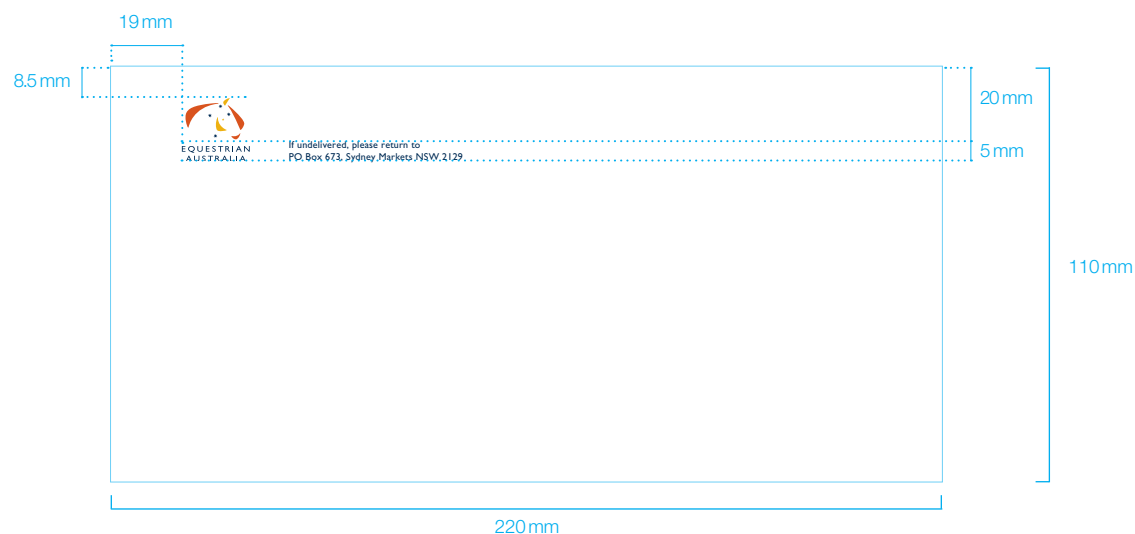 19 mm
8.5 mm
20 mm
EQUESTRIAN
AUSTRALIA
If undelivered, please return to
PO Box 673, Sydney Markets NSW 2129
5 mm
110 mm
220 mm